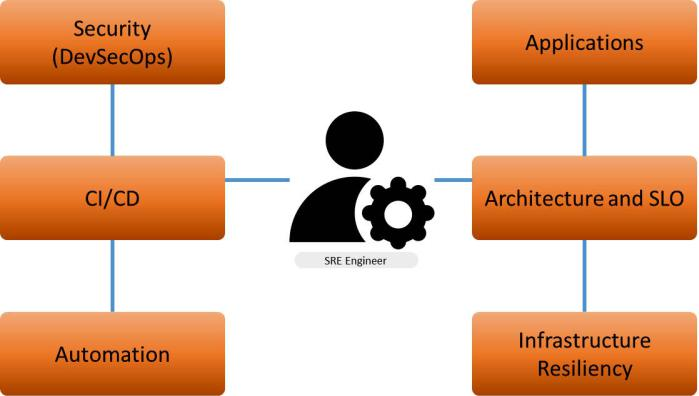 Security
(DevSecOps)
Applications
CI/CD
Architecture and SLO
SRE Engineer
Automation
Infrastructure
Resiliency